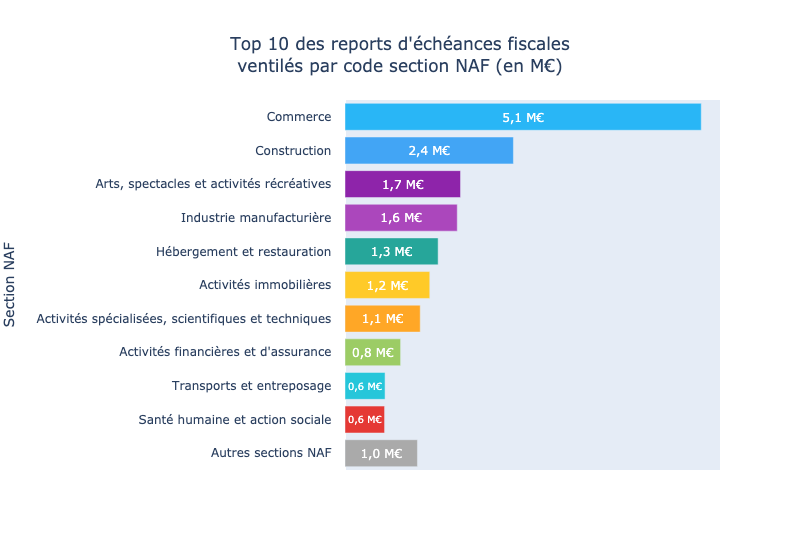 Top 10 des reports d'échéances fiscales
ventilés par code section NAF (en M€)
Section NAF
Commerce 5,1 M€
Construction 2,4 M€
Arts, spectacles et activités récréatives 1,7 M€
Industrie manufacturière 1,6 M€
Hébergement et restauration 1,3 M€
Activités immobilières 1,2 M€
Activités spécialisées, scientifiques et techniques 1,1 M€
Activités financières et d'assurance 0,8 M€
Transports et entreposage 0,6 M€
Santé humaine et action sociale 0,6 M€
Autres sections NAF 1,0 M€